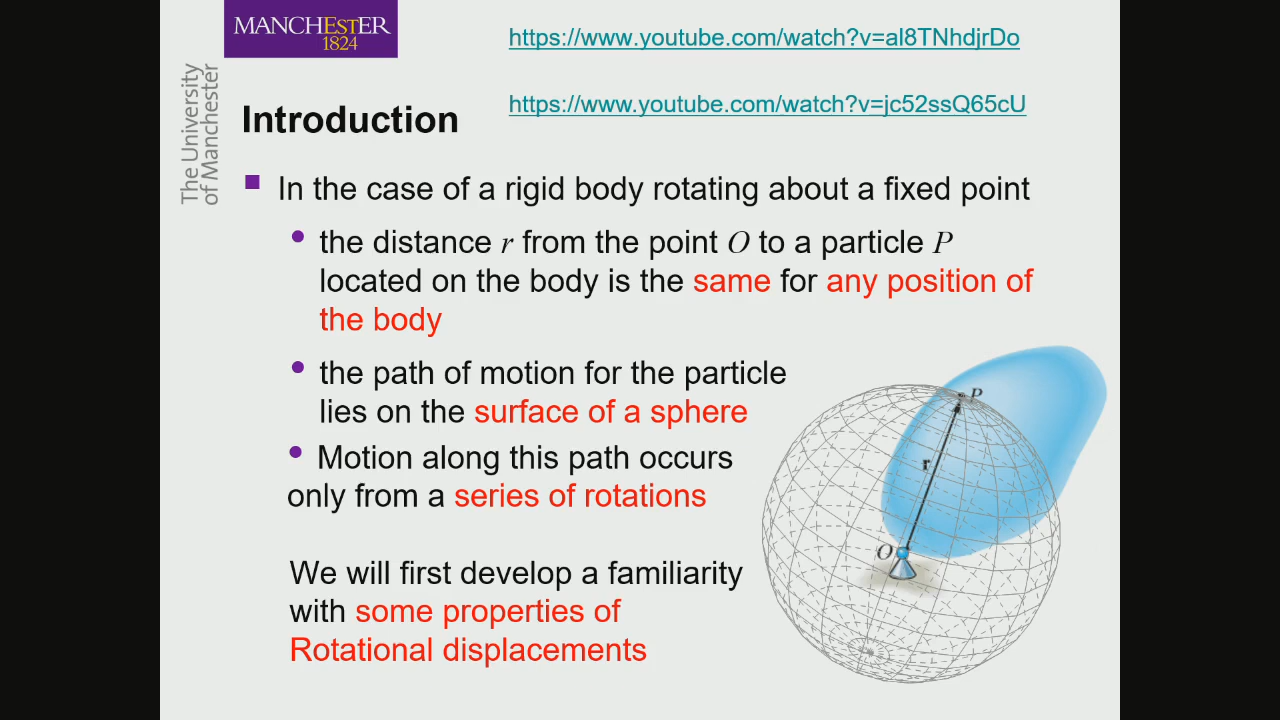 MANCHESTER
1824
The University
of Manchester
https://www.youtube.com/watch?v=al8TNhdjrDo
https://www.youtube.com/watch?v=jc52ssQ65cU
Introduction
In the case of a rigid body rotating about a fixed point
the distance r from the point O to a particle P
located on the body is the same for any position of
the body
the path of motion for the particle
lies on the surface of a sphere
Motion along this path occurs
only from a series of rotations
We will first develop a familiarity
with some properties of
Rotational displacements
P
r
O